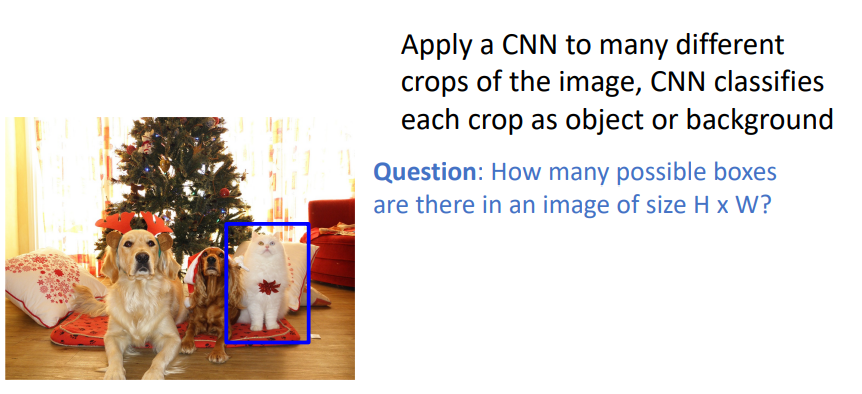 Apply a CNN to many different
crops of the image, CNN classifies
each crop as object or background
Question: How many possible boxes
are there in an image of size H x W?